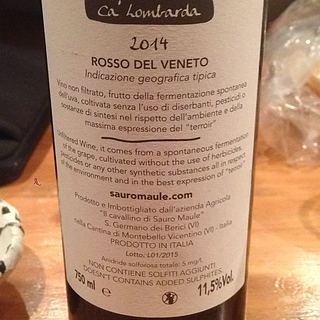 Ca' Lombarda
2014
ROSSO DEL VENETO
Indicazione geografica tipica
Vino non filtrato, frutto della fermentazione spontanea
dell'uva, coltivata senza l'uso di diserbanti, pesticidi o
sostanze di sintesi nel rispetto dell'ambiente e della
massima espressione del "terroir"
Unfiltered Wine, it comes from a spontaneous fermentation
of the grape, cultivated without the use of herbicides,
pesticides or any other synthetic substances all in respect
of the environment and in the best expression of "terroir"
sauromaule.com
Prodotto e Imbottigliato dall'azienda Agricola
"Il cavallino di Sauro Maule"
S. Germano dei Berici (VI)
nella Cantina di Montebello Vicentino (VI) - Italia
PRODOTTO IN ITALIA
Lotto: L01/2015
Anidride solforosa totale: 5 mg/l
750 ml e
NON CONTIENE SOLFITI AGGIUNTI
DOESN'T CONTAINS ADDED SULPHITES
11,5%Vol.